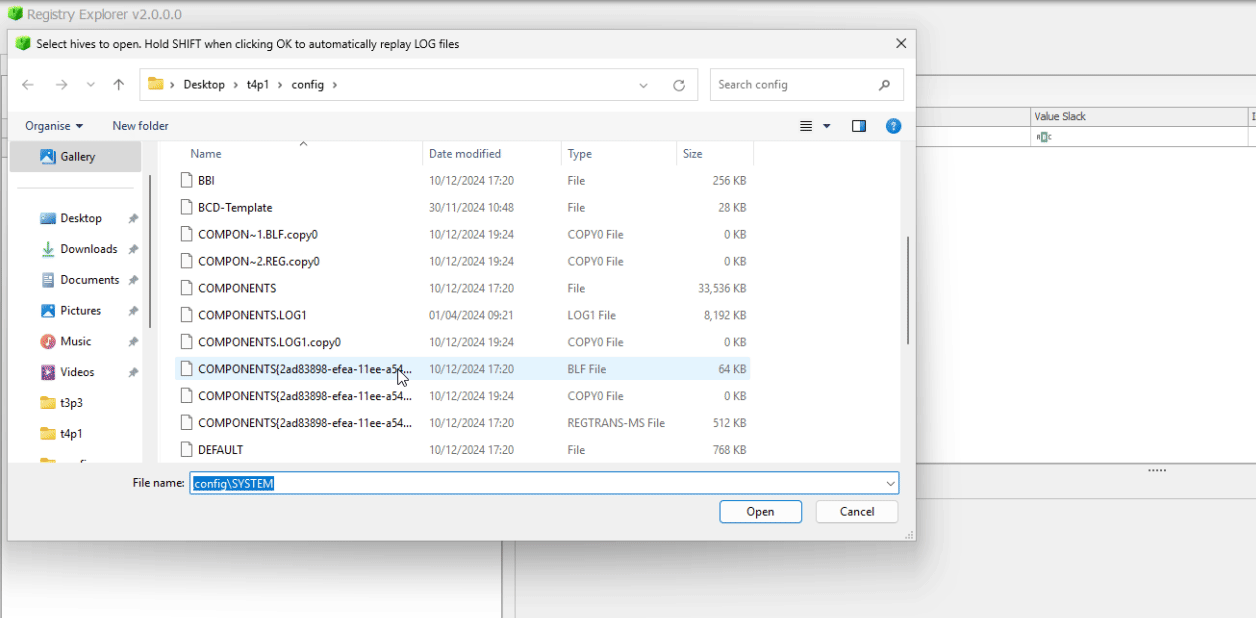 Registry Explorer v2.0.0.0
Select hives to open. Hold SHIFT when clicking OK to automatically replay LOG files
Desktop > t4p1 > config >
Search config
Organise
New folder
Value Slack
Gallery
Desktop
Downloads
Documents
Pictures
Music
Videos
t3p3
t4p1
Name Date modified Type Size
BBI 10/12/2024 17:20 File 256 KB
BCD-Template 30/11/2024 10:48 File 28 KB
COMPON~1.BLF.copy0 10/12/2024 19:24 COPY0 File 0 KB
COMPON~2.REG.copy0 10/12/2024 19:24 COPY0 File 0 KB
COMPONENTS 10/12/2024 17:20 File 33,536 KB
COMPONENTS.LOG1 01/04/2024 09:21 LOG1 File 8,192 KB
COMPONENTS.LOG1.copy0 10/12/2024 19:24 COPY0 File 0 KB
COMPONENTS{2ad83898-efea-11ee-a54... 10/12/2024 17:20 BLF File 64 KB
COMPONENTS{2ad83898-efea-11ee-a54... 10/12/2024 19:24 COPY0 File 0 KB
COMPONENTS{2ad83898-efea-11ee-a54... 10/12/2024 17:20 REGTRANS-MS File 512 KB
DEFAULT 10/12/2024 17:20 File 768 KB
File name: config\SYSTEM
Open
Cancel